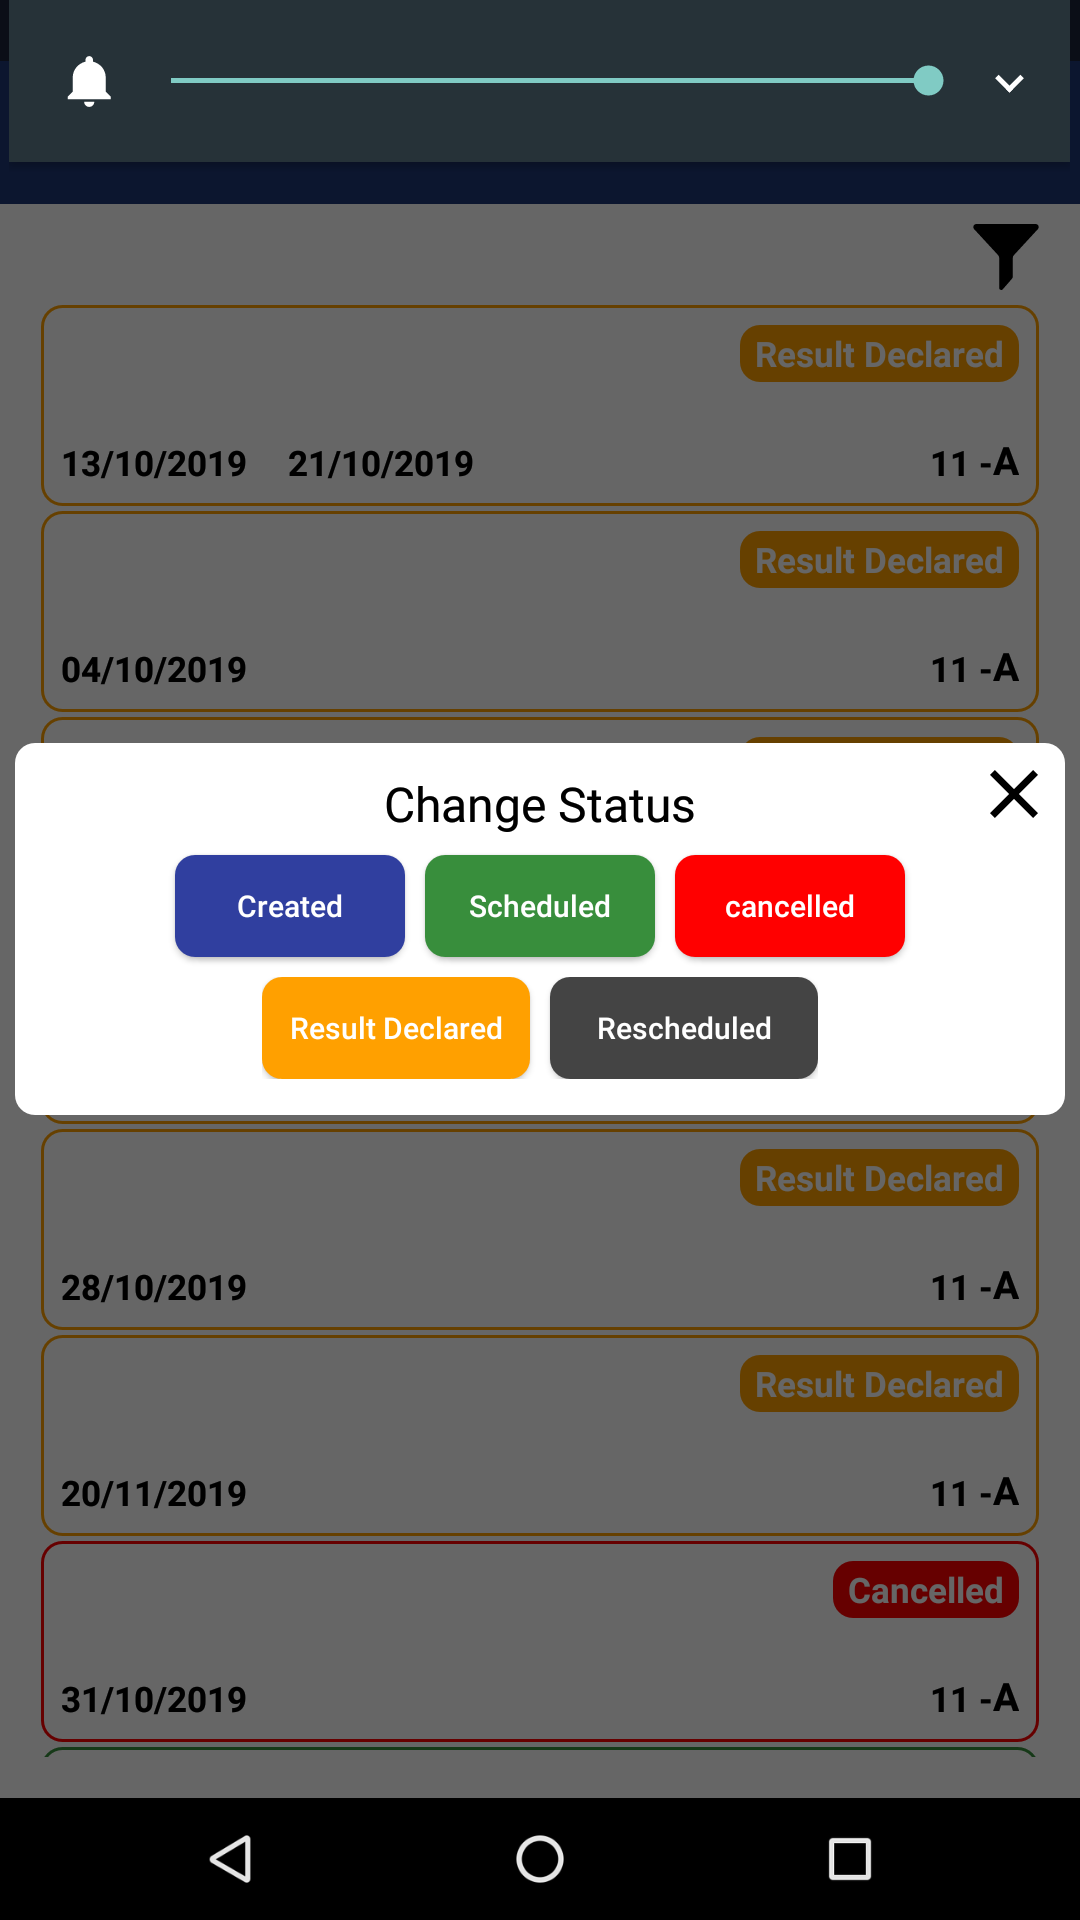 Result Declared
13/10/2019 21/10/2019 11 -A
Result Declared
04/10/2019 11 -A
Change Status
Created Scheduled cancelled
Result Declared Rescheduled
Result Declared
28/10/2019 11 -A
Result Declared
20/11/2019 11 -A
Cancelled
31/10/2019 11 -A